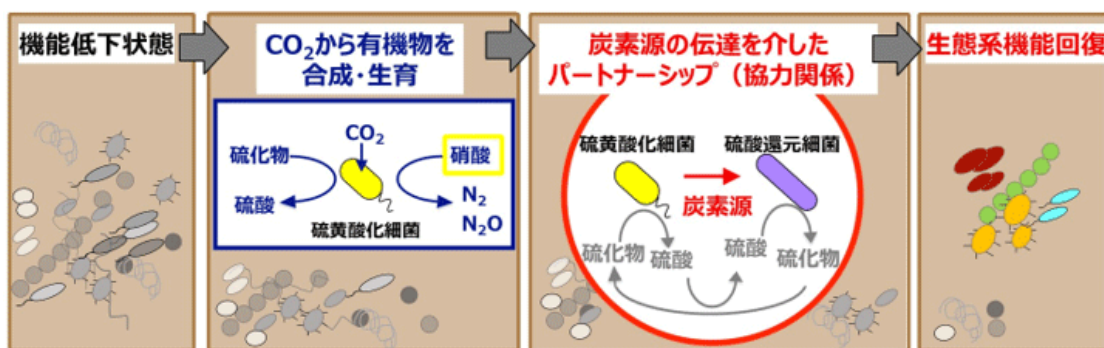 機能低下状態
CO₂から有機物を
合成・生育
CO₂
硫化物
硝酸
硫酸
N₂
N₂O
硫黄酸化細菌
炭素源の伝達を介した
パートナーシップ（協力関係）
硫黄酸化細菌
硫酸還元細菌
炭素源
硫化物
硫酸
硫酸
硫化物
生態系機能回復